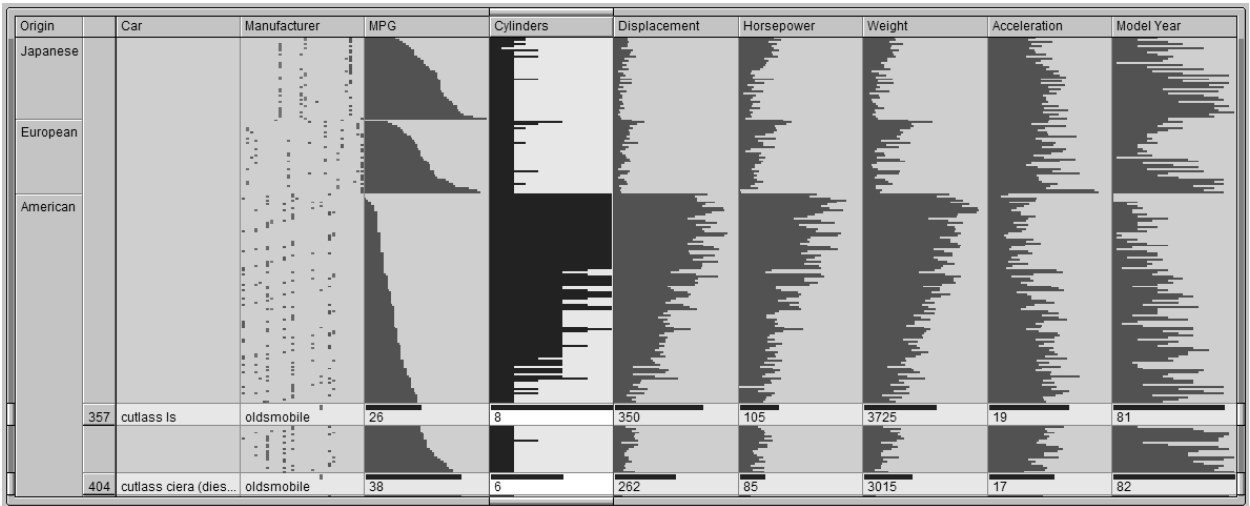 Origin Car Manufacturer MPG Cylinders Displacement Horsepower Weight Acceleration Model Year
Japanese
European
American
357 cutlass ls oldsmobile 26 8 350 105 3725 19 81
404 cutlass ciera (dies... oldsmobile 38 6 262 85 3015 17 82